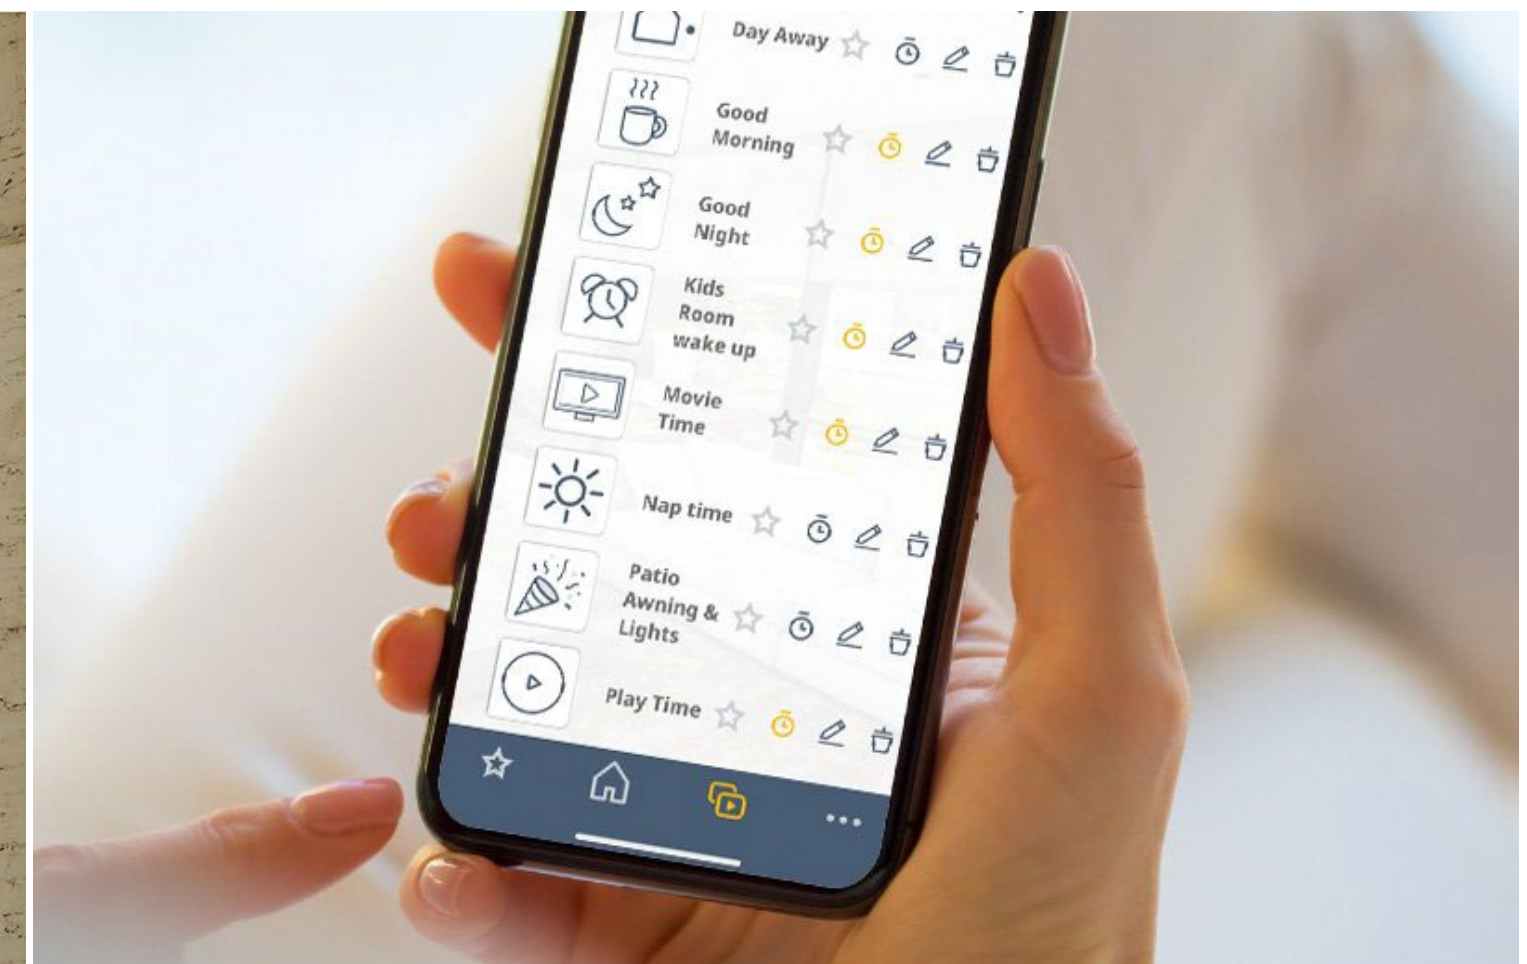 Day Away
Good
Morning
Good
Night
Kids
Room
wake up
Movie
Time
Nap time
Patio
Awning &
Lights
Play Time